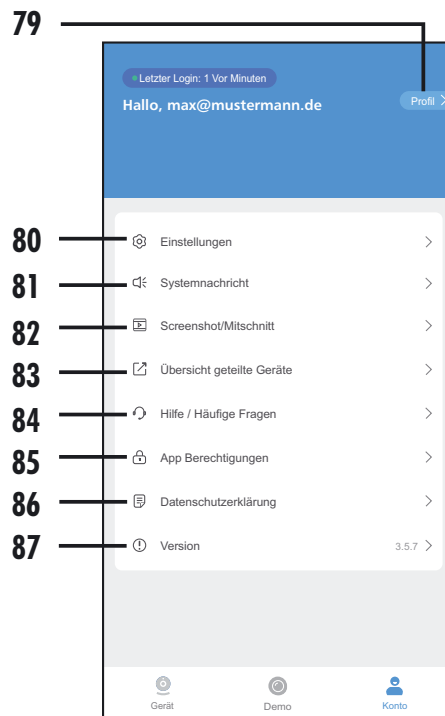 79
Letzter Login: 1 Vor Minuten
Hallo, max@mustermann.de
Profil
80 Einstellungen
81 Systemnachricht
82 Screenshot/Mitschnitt
83 Übersicht geteilte Geräte
84 Hilfe / Häufige Fragen
85 App Berechtigungen
86 Datenschutzerklärung
87 Version 3.5.7
Gerät Demo Konto